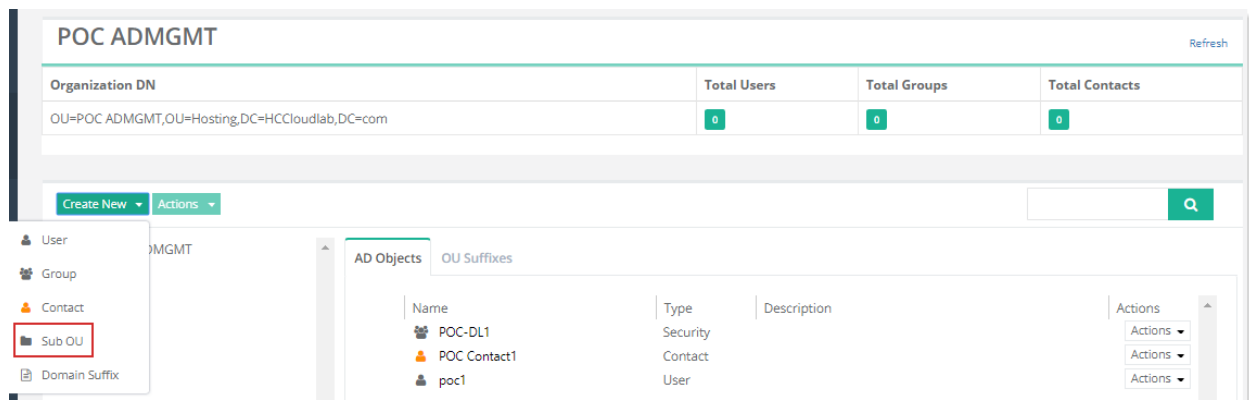 POC ADMGMT
Refresh
Organization DN Total Users Total Groups Total Contacts
OU=POC ADMGMT,OU=Hosting,DC=HCCloudlab,DC=com 0 0 0
Create New Actions
User
Group
Contact
Sub OU
Domain Suffix
DMGMT
AD Objects OU Suffixes
Name Type Description Actions
POC-DL1 Security Actions
POC Contact1 Contact Actions
poc1 User Actions